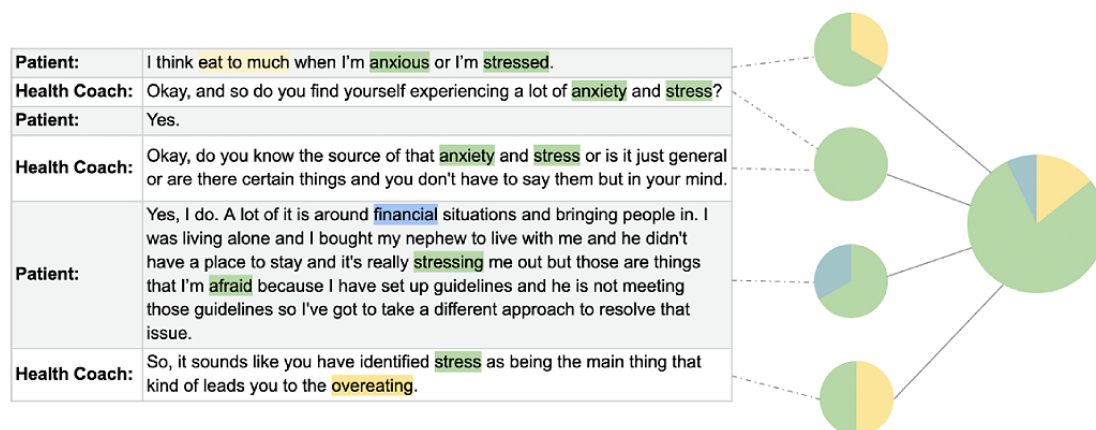 Patient: I think eat to much when I'm anxious or I'm stressed.
Health Coach: Okay, and so do you find yourself experiencing a lot of anxiety and stress?
Patient: Yes.
Health Coach: Okay, do you know the source of that anxiety and stress or is it just general
or are there certain things and you don't have to say them but in your mind.
Patient: Yes, I do. A lot of it is around financial situations and bringing people in. I
was living alone and I bought my nephew to live with me and he didn't
have a place to stay and it's really stressing me out but those are things
that I'm afraid because I have set up guidelines and he is not meeting
those guidelines so I've got to take a different approach to resolve that
issue.
Health Coach: So, it sounds like you have identified stress as being the main thing that
kind of leads you to the overeating.